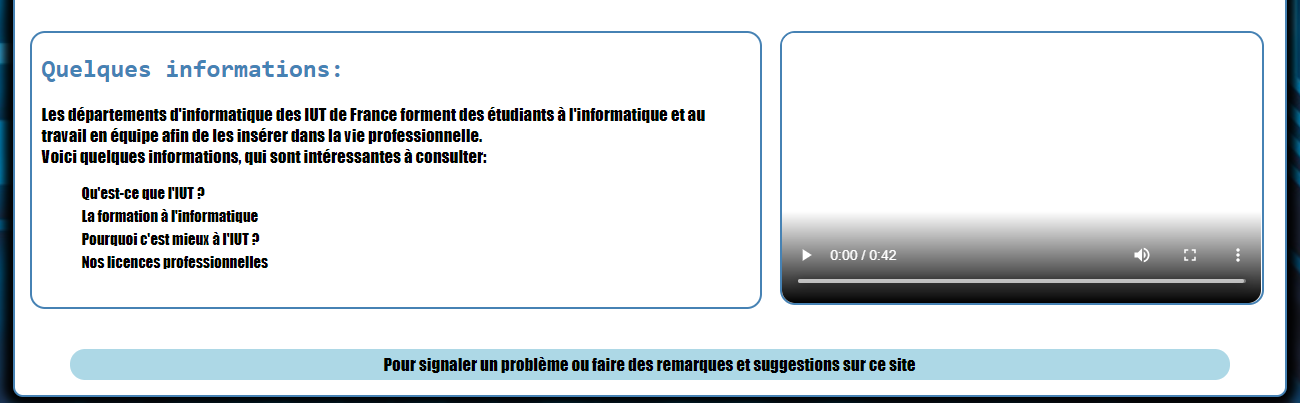 Quelques informations:
Les départements d'informatique des IUT de France forment des étudiants à l'informatique et au
travail en équipe afin de les insérer dans la vie professionnelle.
Voici quelques informations, qui sont intéressantes à consulter:
Qu'est-ce que l'IUT ?
La formation à l'informatique
Pourquoi c'est mieux à l'IUT ?
Nos licences professionnelles
0:00 / 0:42
Pour signaler un problème ou faire des remarques et suggestions sur ce site